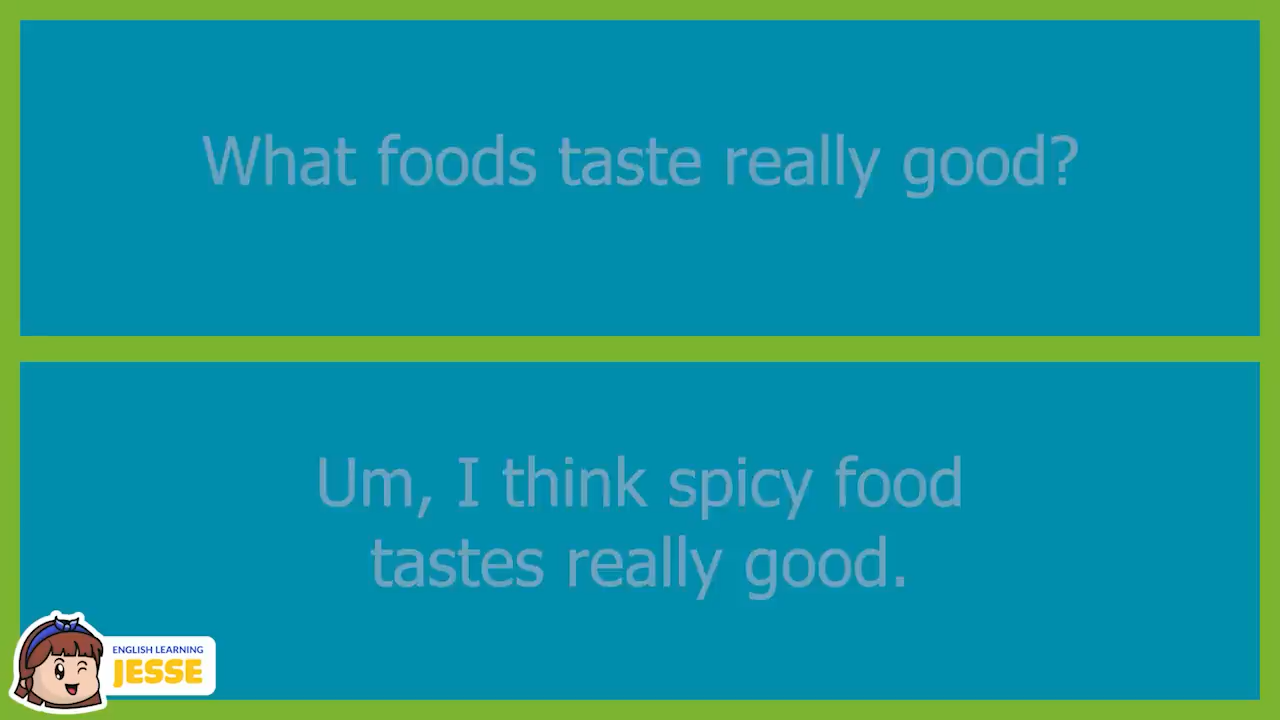 What foods taste really good?
Um, I think spicy food
tastes really good.
ENGLISH LEARNING
JESSE